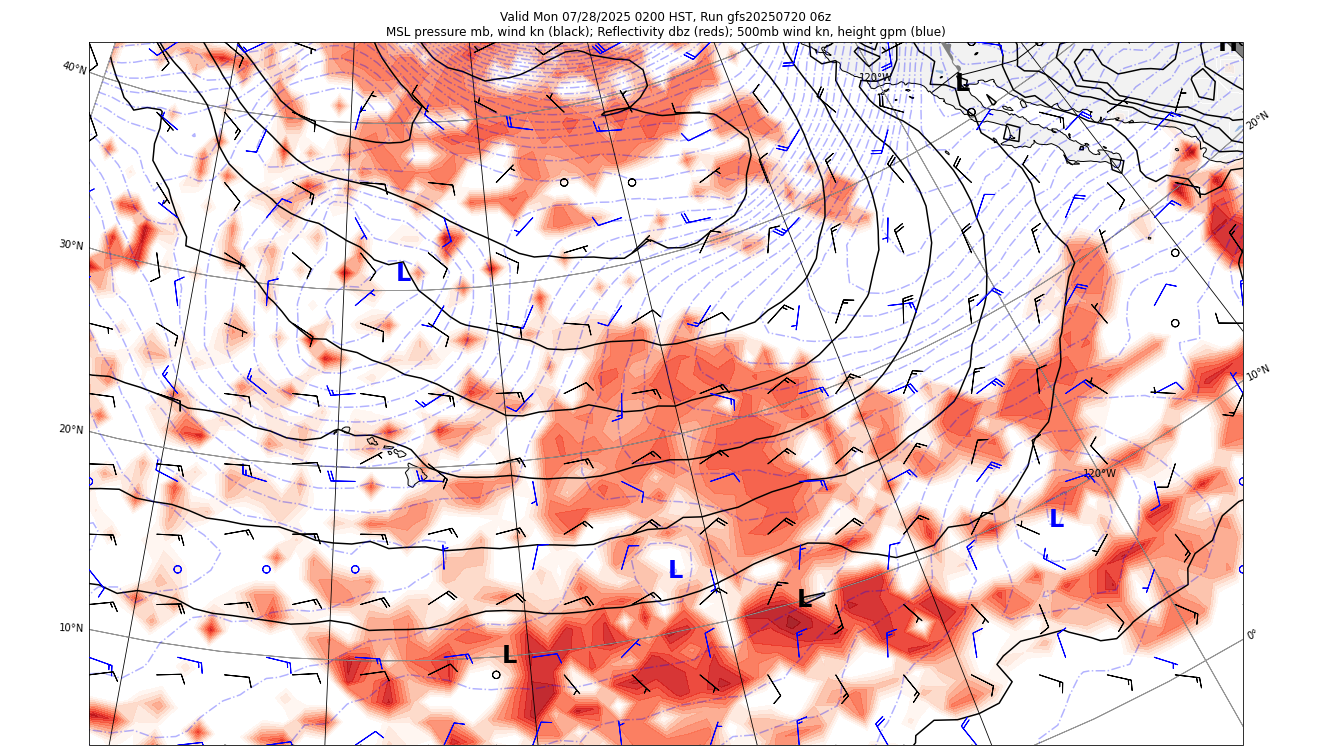 Valid Mon 07/28/2025 0200 HST, Run gfs20250720 06z
MSL pressure mb, wind kn (black); Reflectivity dbz (reds); 500mb wind kn, height gpm (blue)
H
40°N
120°W
L
20°N
30°N
L
10°N
20°N
120°W
L
L
L
10°N
0°
L